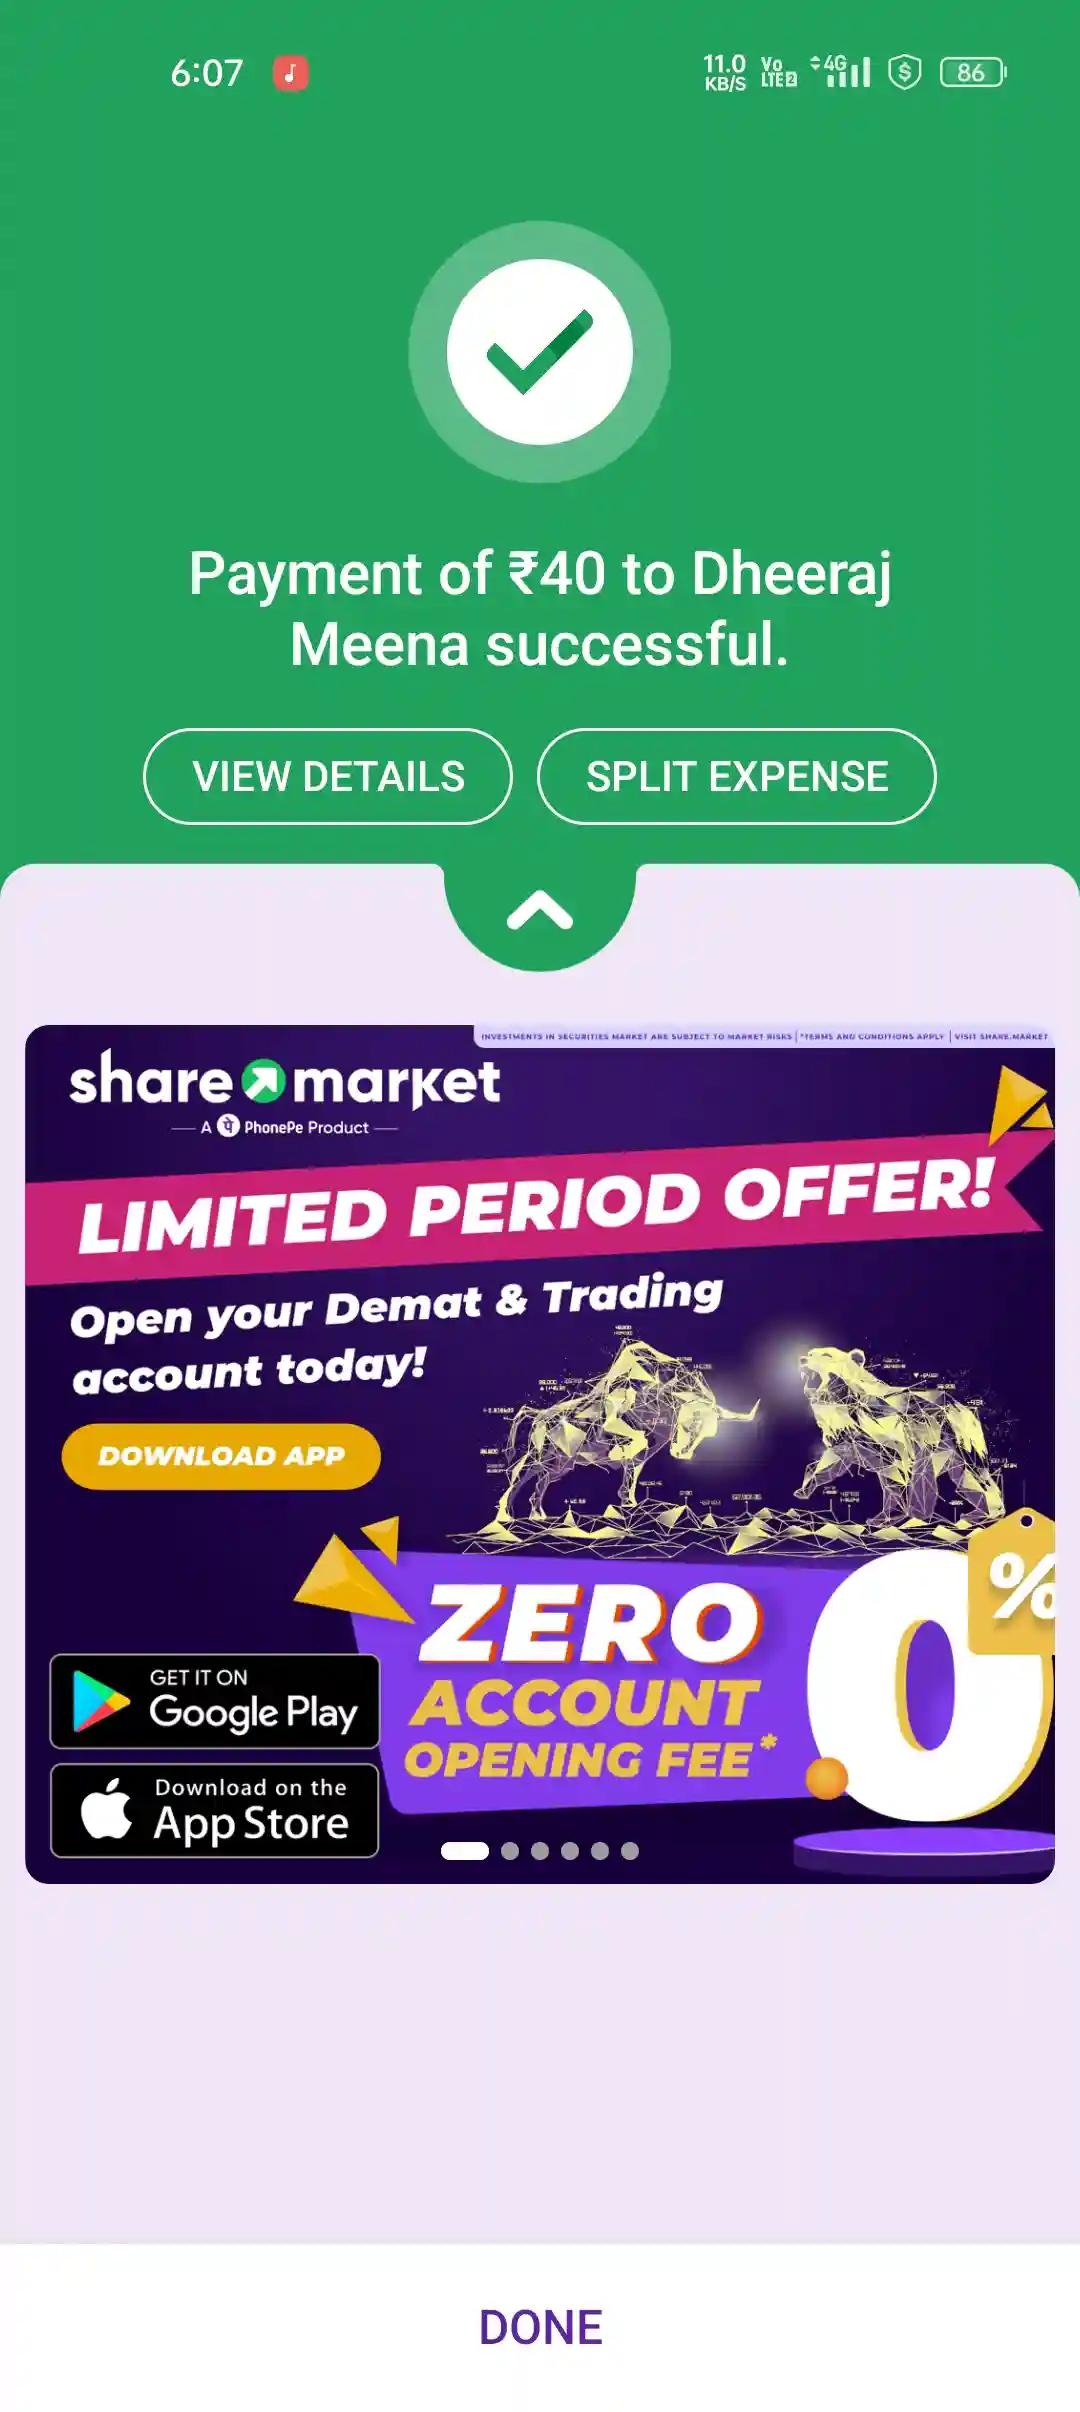 6:07
11.0 KB/S Vo LTE2 4G 86
Payment of ₹40 to Dheeraj
Meena successful.
VIEW DETAILS SPLIT EXPENSE
INVESTMENTS IN SECURITIES MARKET ARE SUBJECT TO MARKET RISKS | *TERMS AND CONDITIONS APPLY | VISIT SHARE.MARKET
share market
A पे PhonePe Product
LIMITED PERIOD OFFER!
Open your Demat & Trading
account today!
DOWNLOAD APP
ZERO
ACCOUNT
OPENING FEE*
0%
GET IT ON
Google Play
Download on the
App Store
DONE